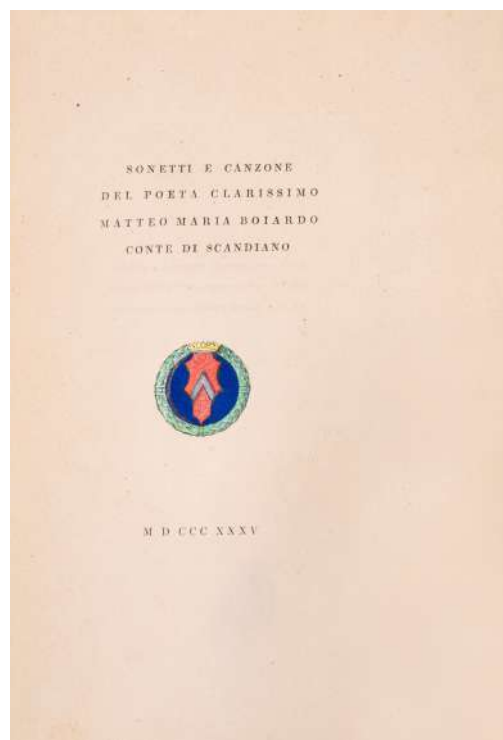 SONETTI E CANZONE
DEL POETA CLARISSIMO
MATTEO MARIA BOIARDO
CONTE DI SCANDIANO
M D CCC XXXV